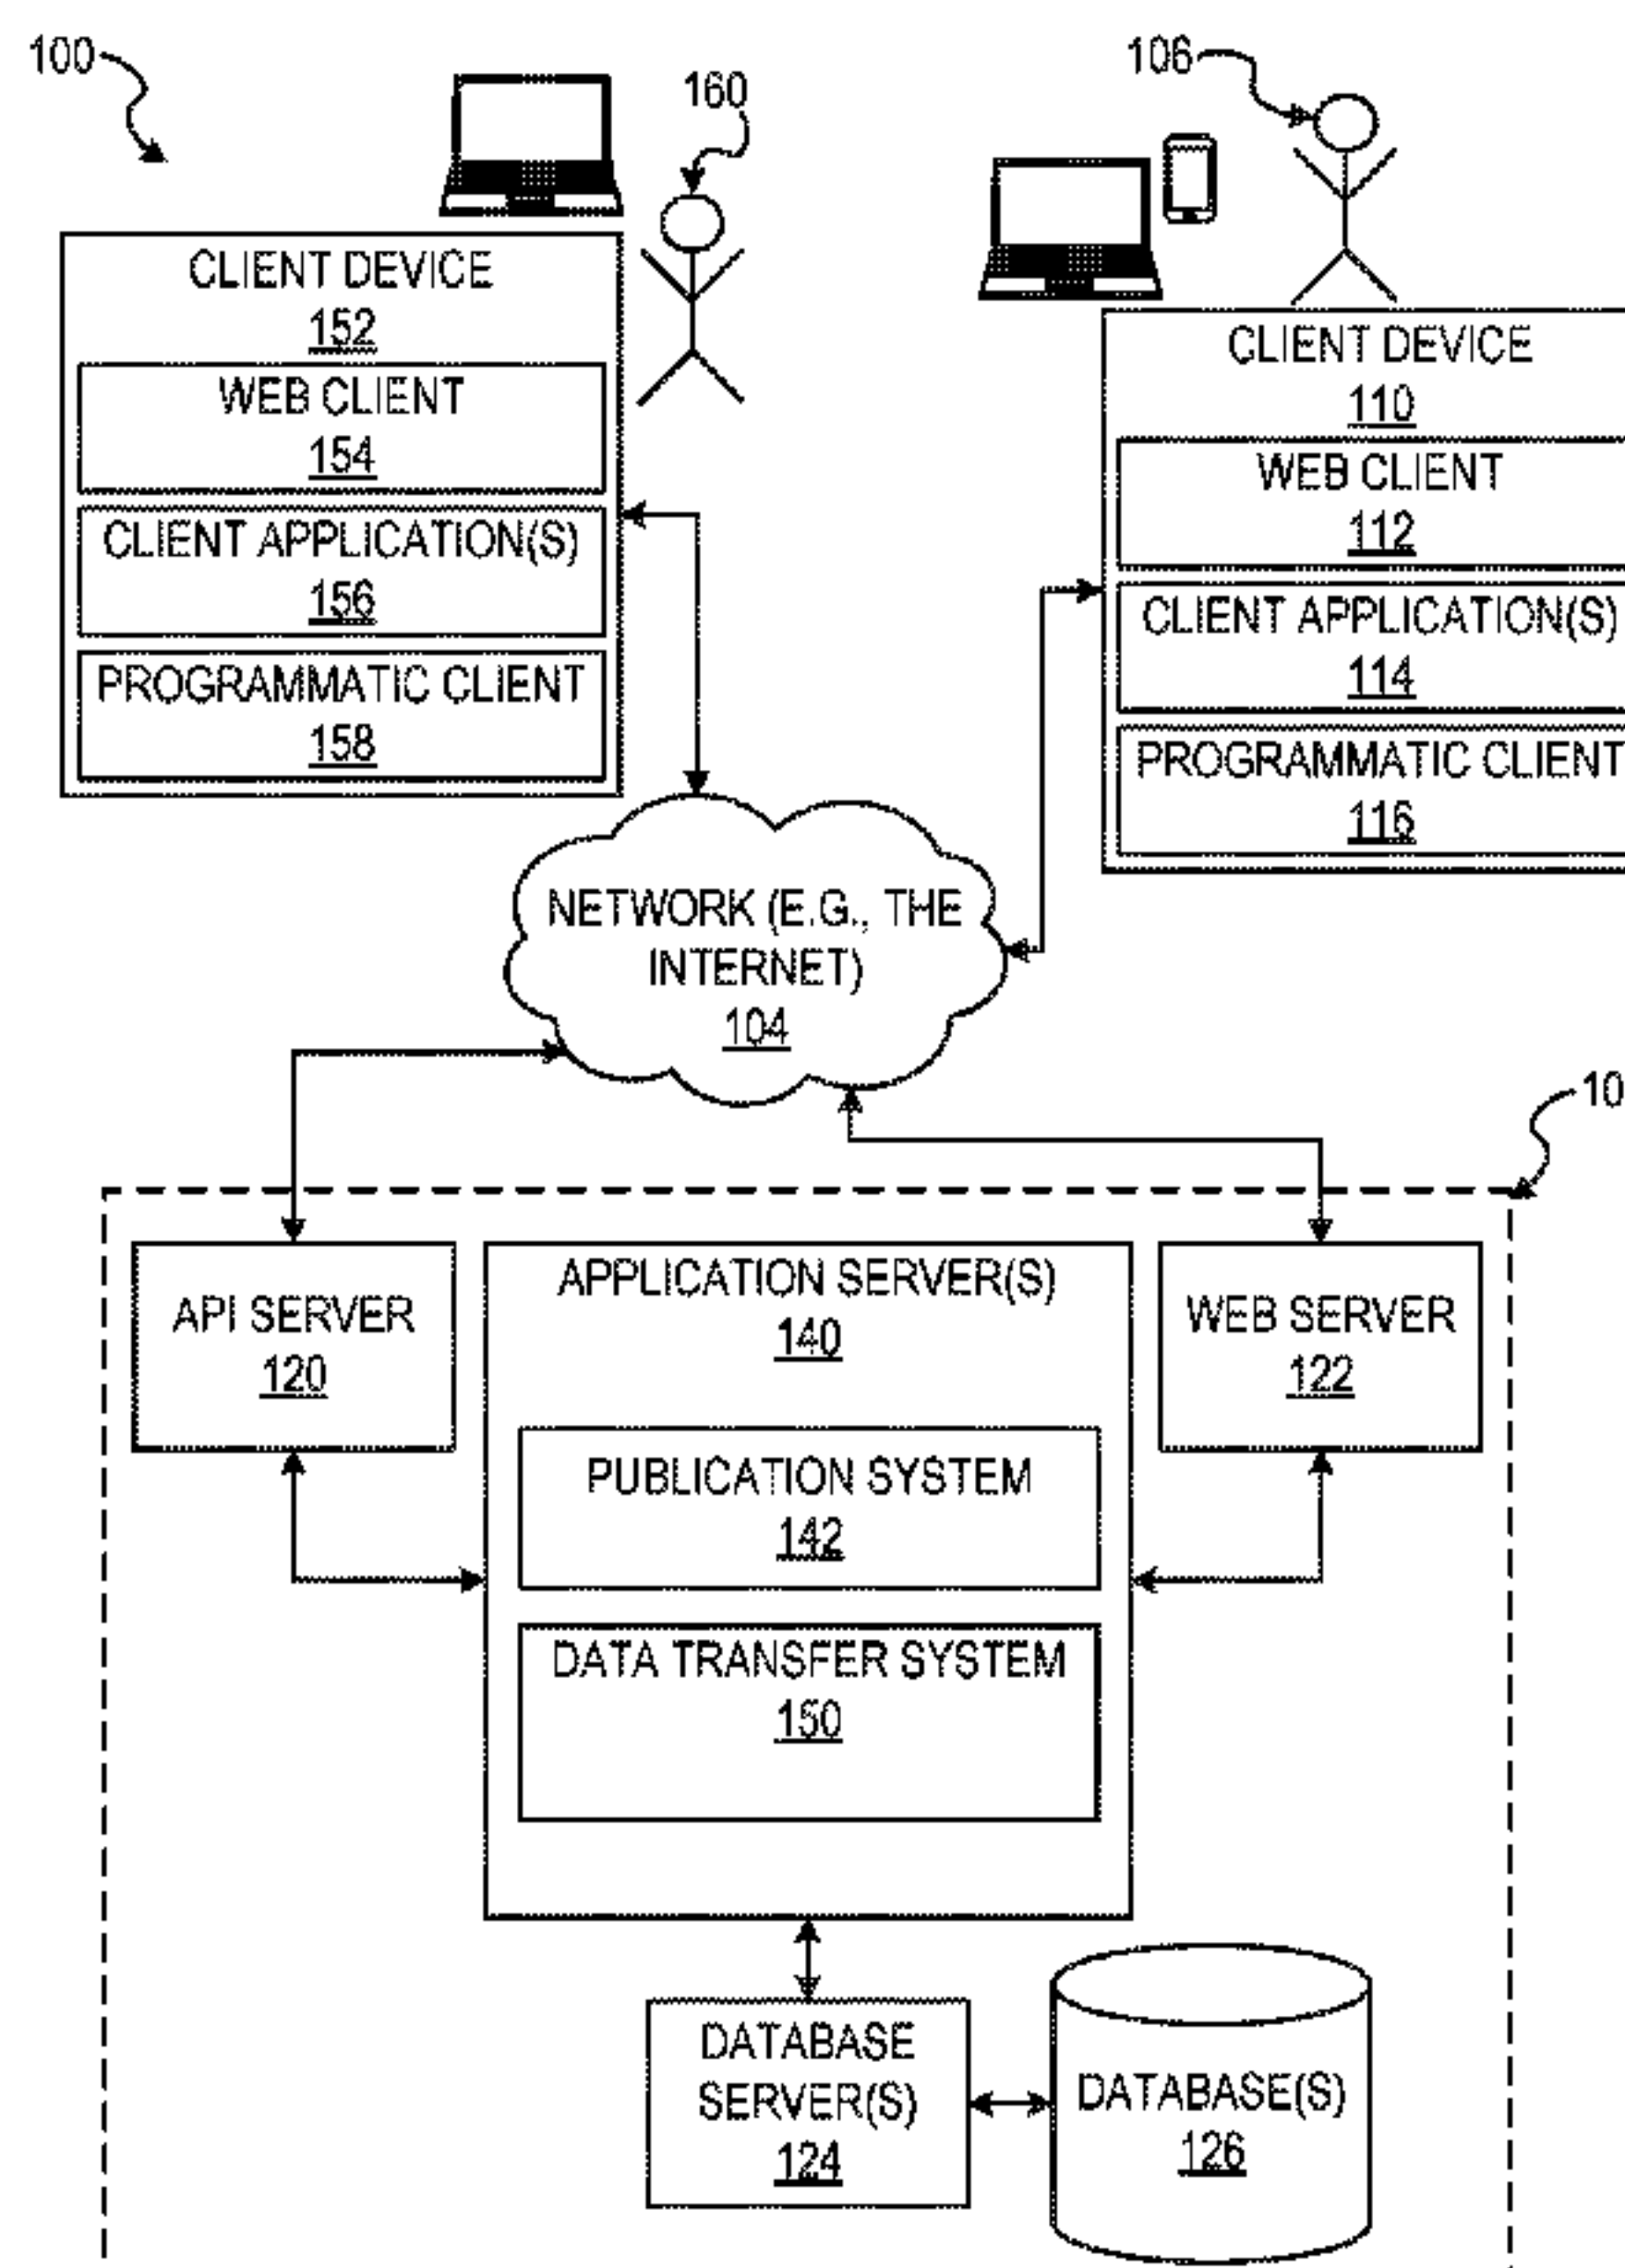 100
160
106
CLIENT DEVICE
152
WEB CLIENT
154
CLIENT APPLICATION(S)
156
PROGRAMMATIC CLIENT
158
CLIENT DEVICE
110
WEB CLIENT
112
CLIENT APPLICATION(S)
114
PROGRAMMATIC CLIENT
116
NETWORK (E.G., THE
INTERNET)
104
10
API SERVER
120
APPLICATION SERVER(S)
140
PUBLICATION SYSTEM
142
DATA TRANSFER SYSTEM
150
WEB SERVER
122
DATABASE
SERVER(S)
124
DATABASE(S)
126